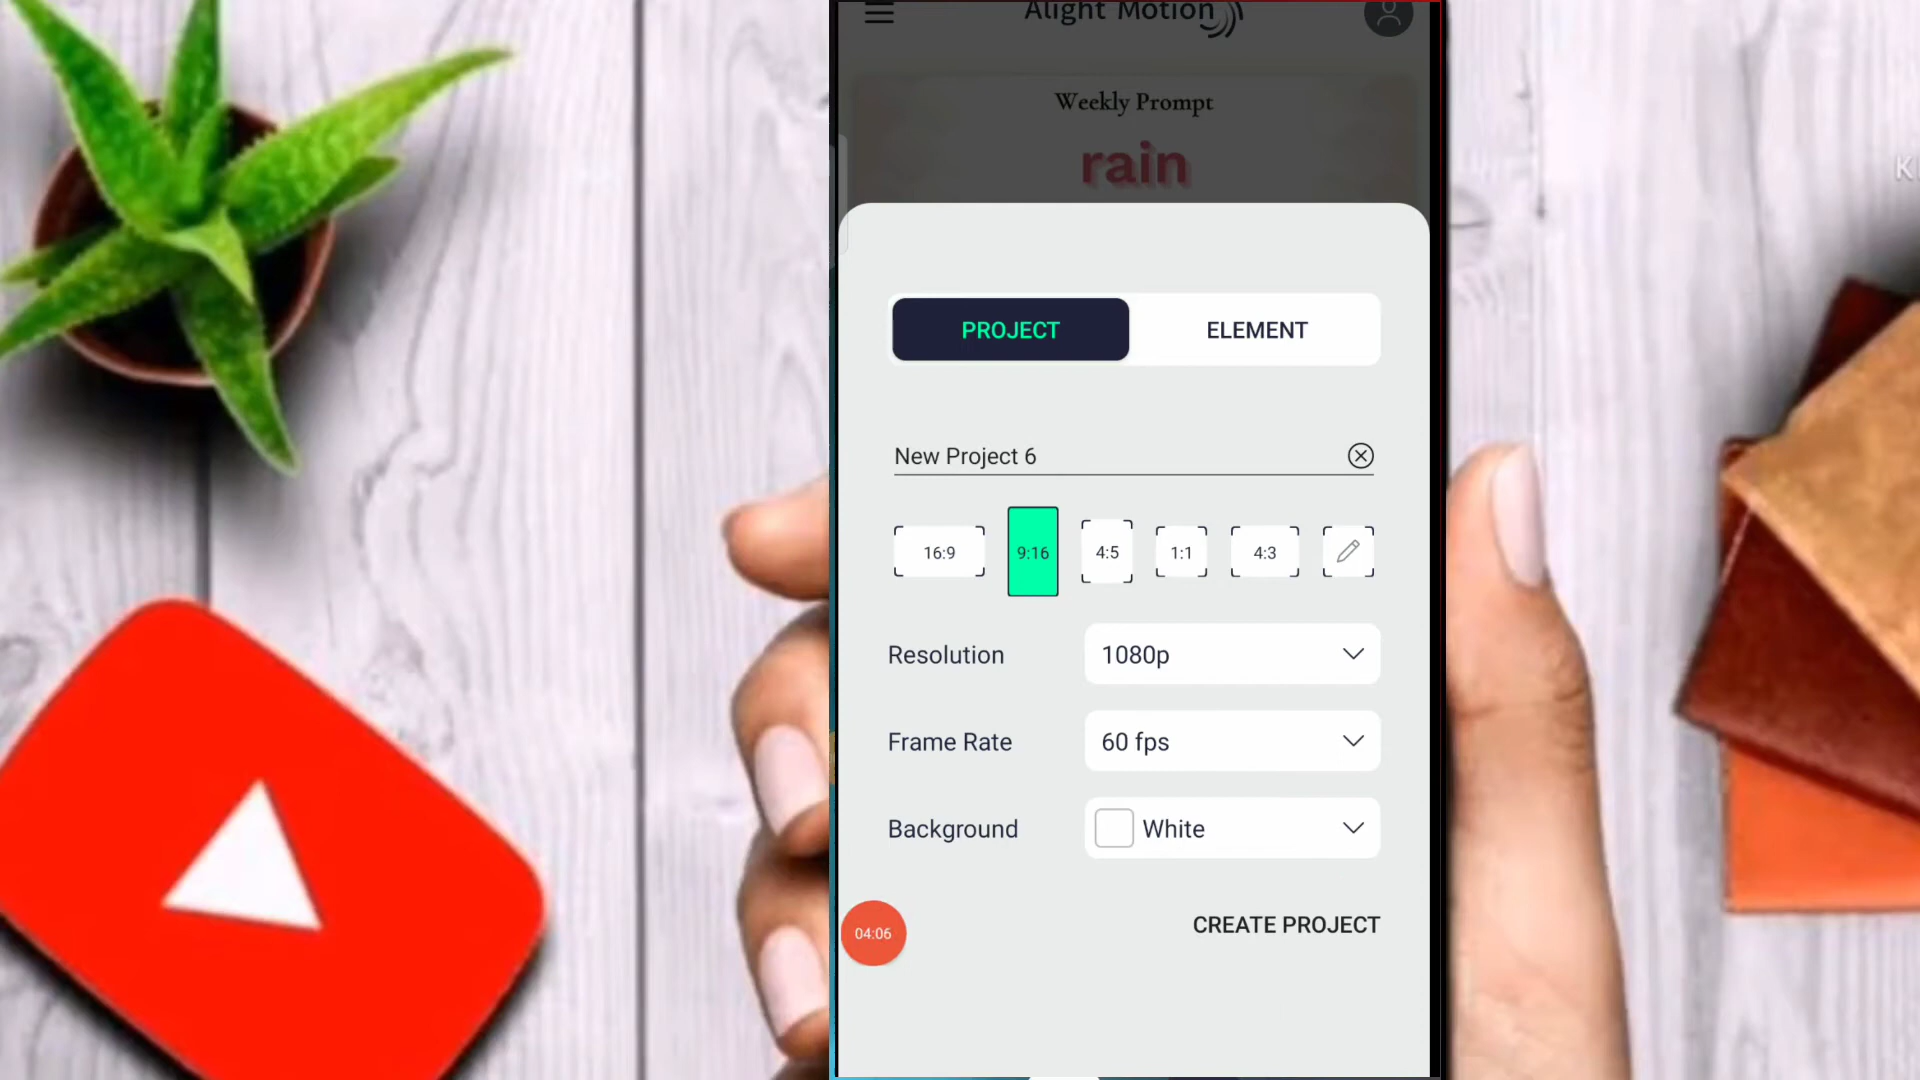 Alight Motion
Weekly Prompt
rain
PROJECT
ELEMENT
New Project 6
16:9
9:16
4:5
1:1
4:3
Resolution
1080p
Frame Rate
60 fps
Background
White
04:06
CREATE PROJECT